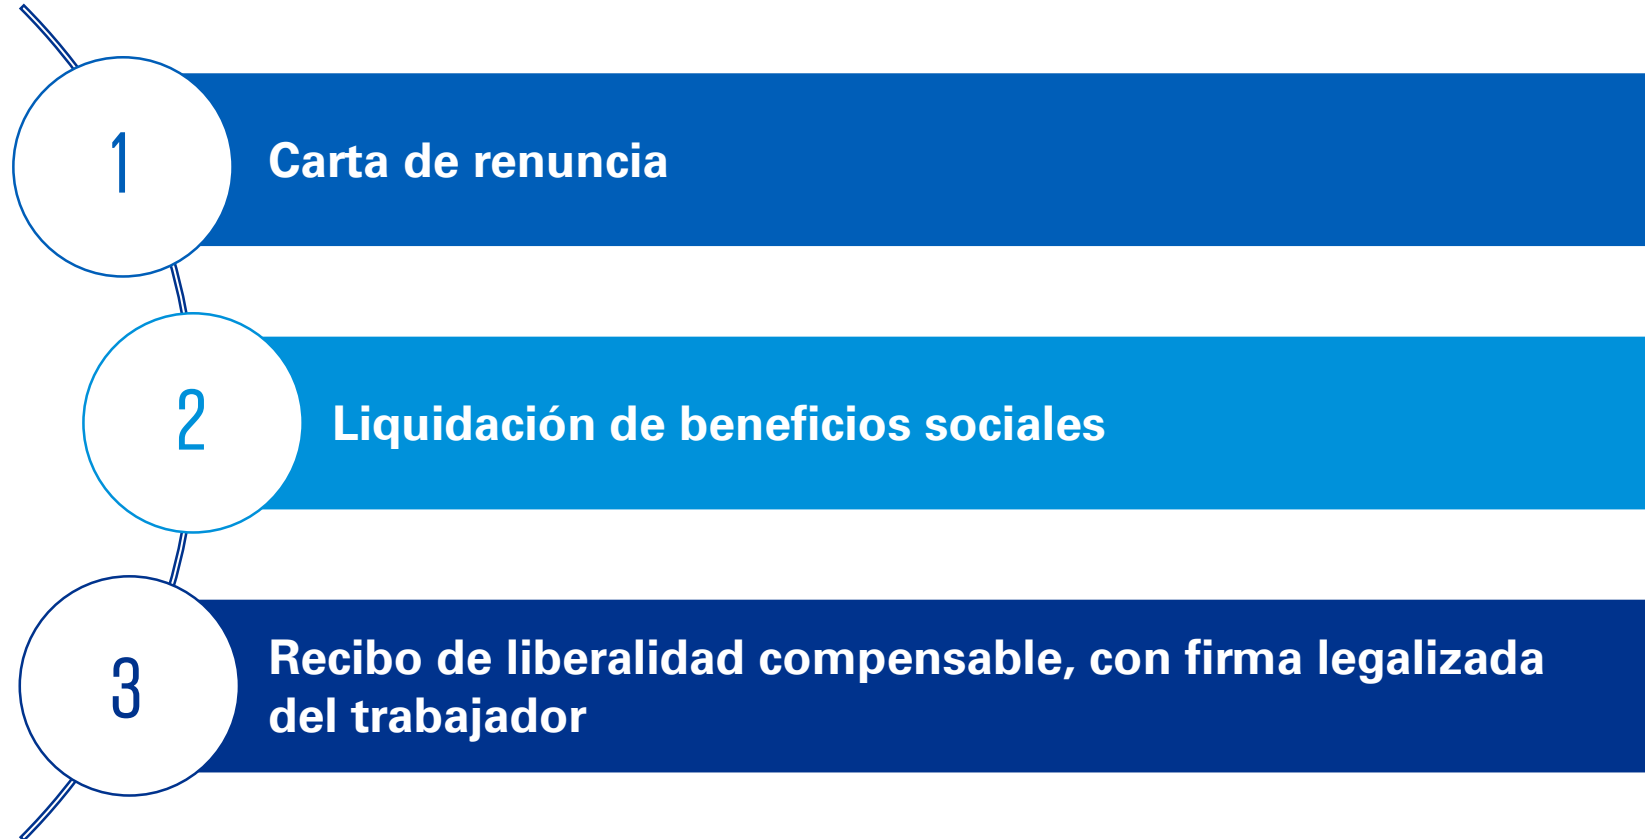 1
Carta de renuncia
2
Liquidación de beneficios sociales
3
Recibo de liberalidad compensable, con firma legalizada
del trabajador